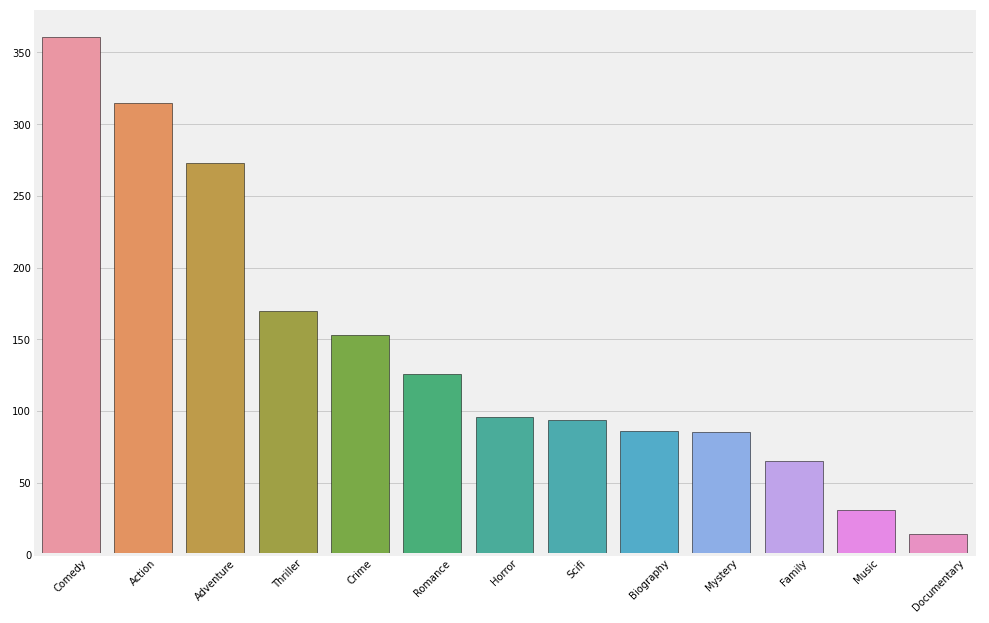 350
300
250
200
150
100
50
0
Comedy
Action
Adventure
Thriller
Crime
Romance
Horror
Scifi
Biography
Mystery
Family
Music
Documentary